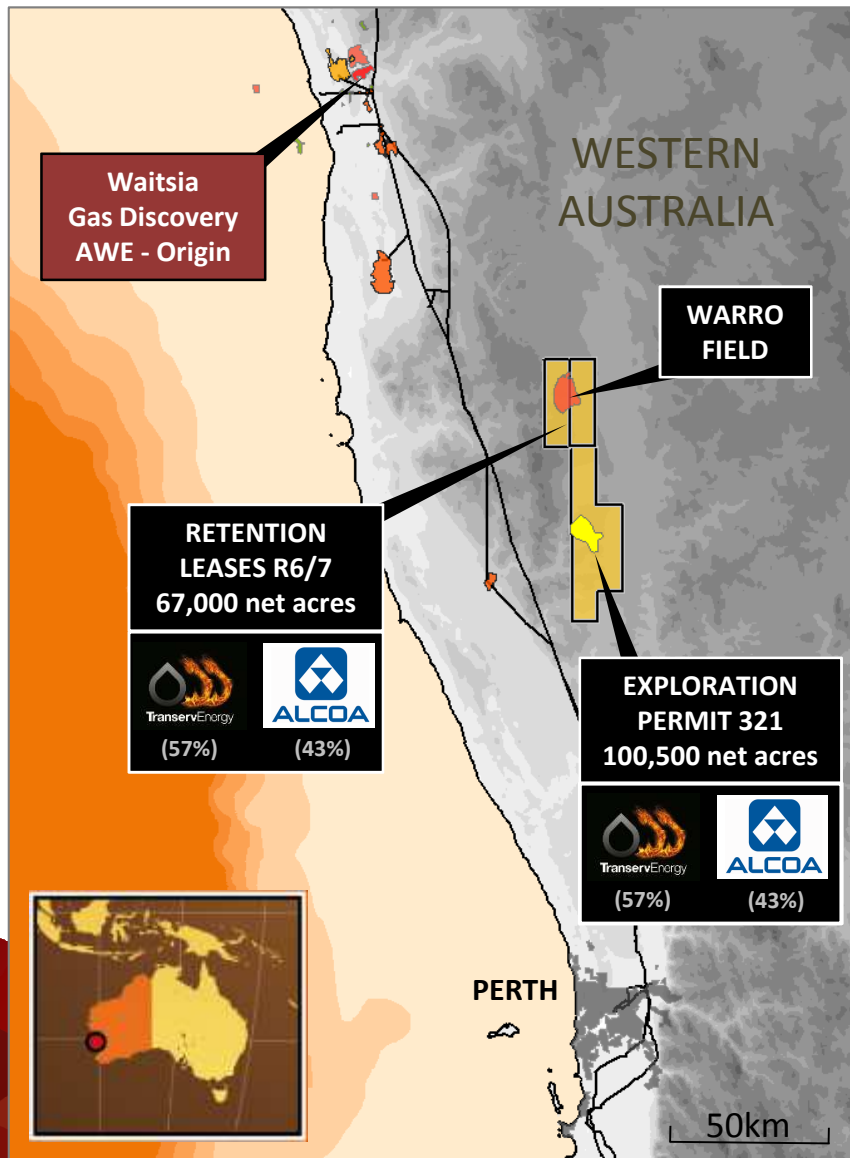 WESTERN
AUSTRALIA
Waitsia
Gas Discovery
AWE - Origin
WARRO
FIELD
RETENTION
LEASES R6/7
67,000 net acres
TranservEnergy
ALCOA
(57%)
(43%)
EXPLORATION
PERMIT 321
100,500 net acres
TranservEnergy
ALCOA
(57%)
(43%)
PERTH
50km